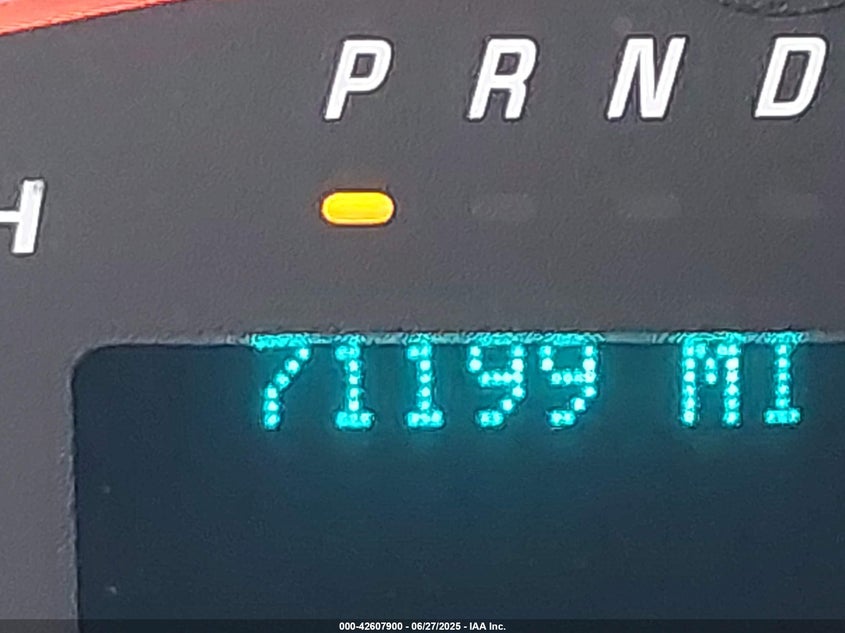 P R N D
H
71199 MI
000-42607900 - 06/27/2025 - IAA Inc.